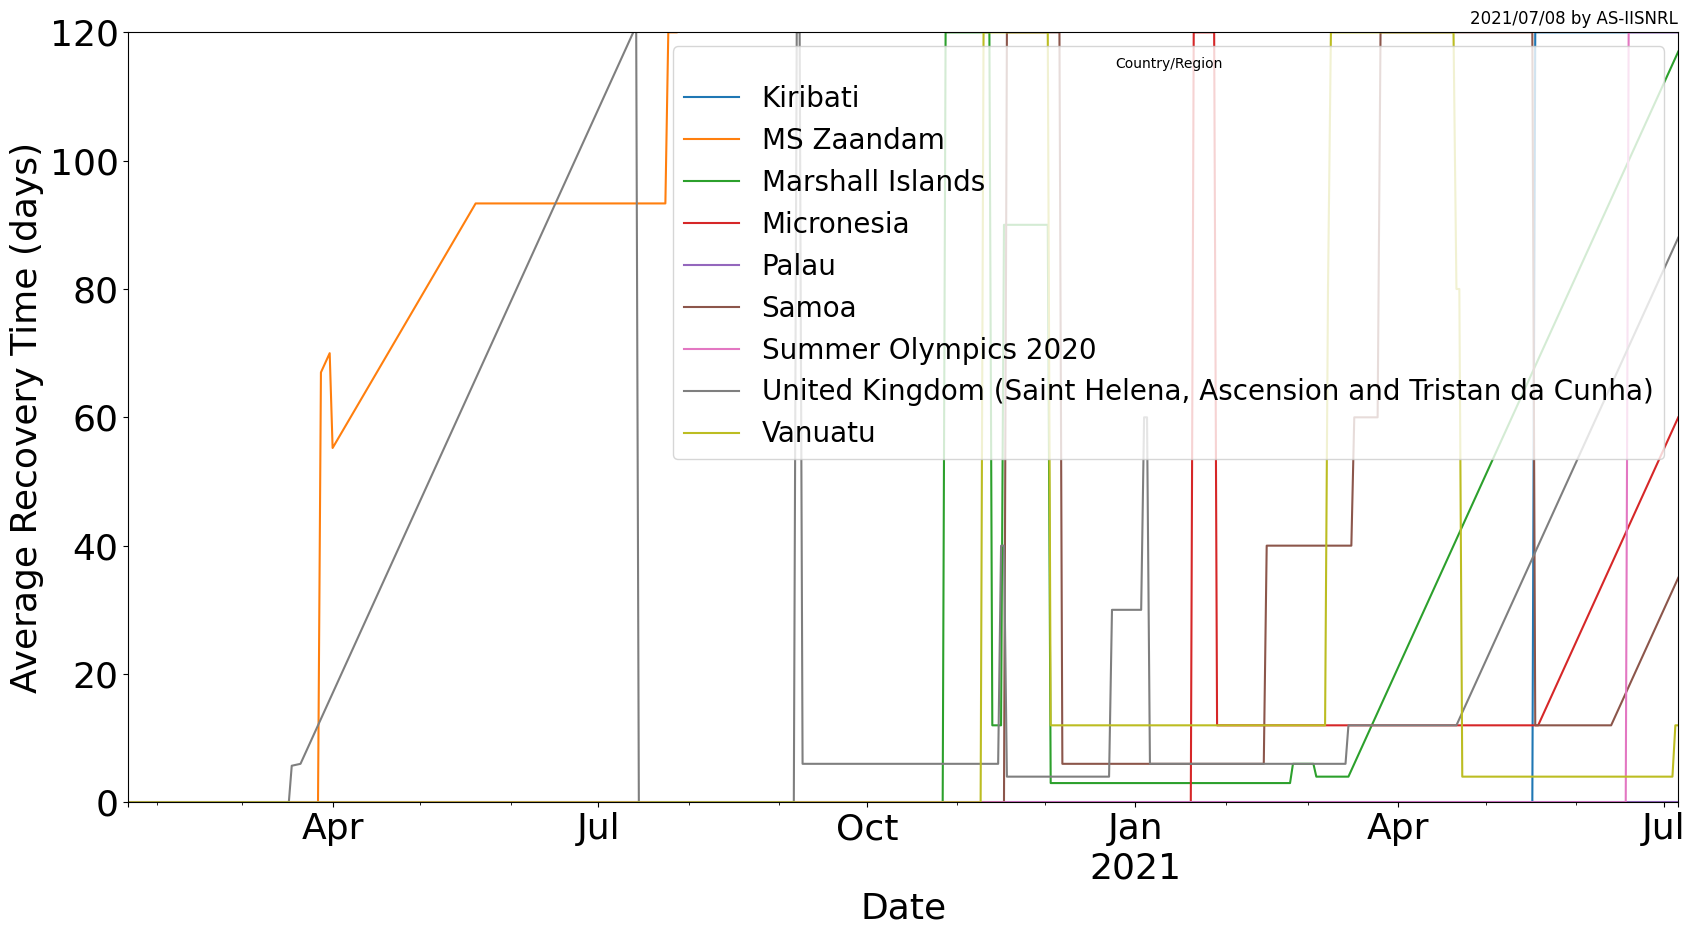 2021/07/08 by AS-IISNRL
Average Recovery Time (days)
120
100
80
60
40
20
0
Country/Region
Kiribati
MS Zaandam
Marshall Islands
Micronesia
Palau
Samoa
Summer Olympics 2020
United Kingdom (Saint Helena, Ascension and Tristan da Cunha)
Vanuatu
Apr Jul Oct Jan Apr Jul
2021
Date